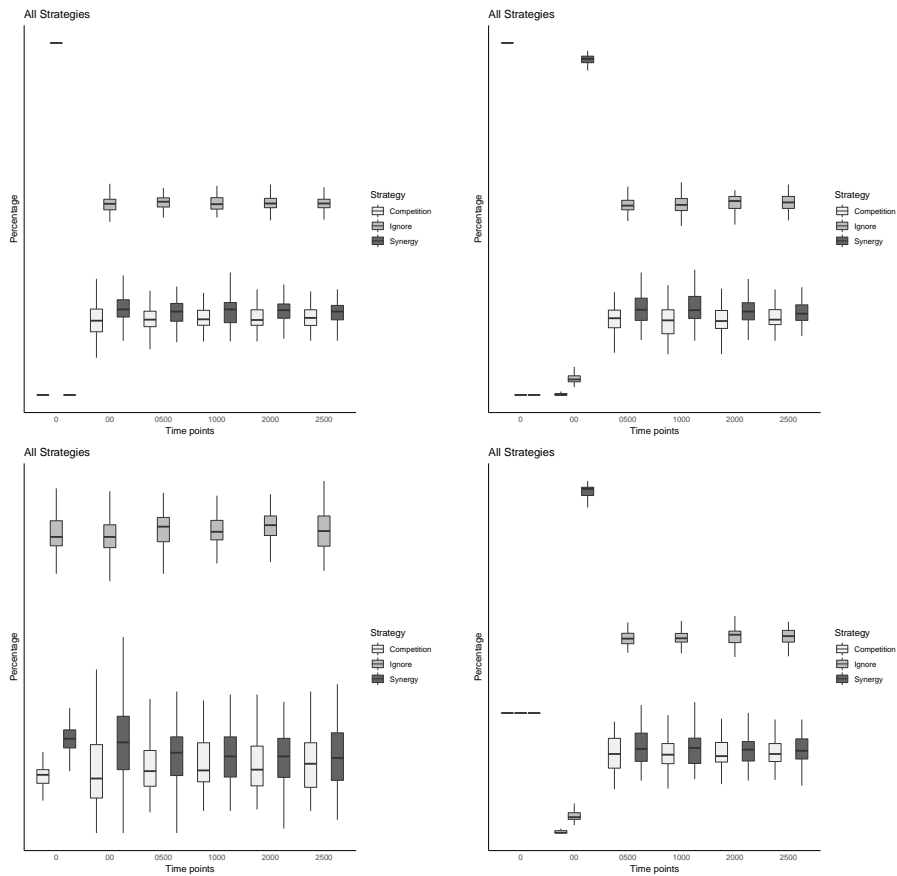 All Strategies
Percentage
0 00 0500 1000 2000 2500
Time points
Strategy
Competition
Ignore
Synergy
All Strategies
Percentage
0 00 0500 1000 2000 2500
Time points
Strategy
Competition
Ignore
Synergy
All Strategies
Percentage
0 00 0500 1000 2000 2500
Time points
Strategy
Competition
Ignore
Synergy
All Strategies
Percentage
0 00 0500 1000 2000 2500
Time points
Strategy
Competition
Ignore
Synergy